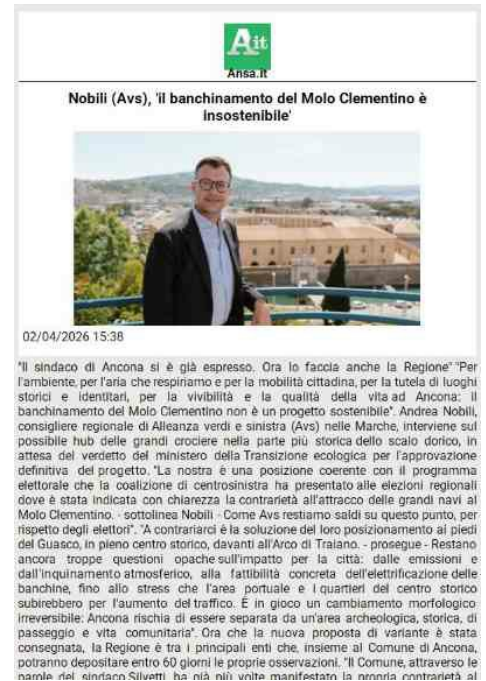 Ait
Ansa.it
Nobili (Avs), 'il banchinamento del Molo Clementino è
insostenibile'
02/04/2026 15:38
"Il sindaco di Ancona si è già espresso. Ora lo faccia anche la Regione" "Per
l'ambiente, per l'aria che respiriamo e per la mobilità cittadina, per la tutela di luoghi
storici e identitari, per la vivibilità e la qualità della vita ad Ancona: il
banchinamento del Molo Clementino non è un progetto sostenibile". Andrea Nobili,
consigliere regionale di Alleanza verdi e sinistra (Avs) nelle Marche, interviene sul
possibile hub delle grandi crociere nella parte più storica dello scalo dorico, in
attesa del verdetto del ministero della Transizione ecologica per l'approvazione
definitiva del progetto. "La nostra è una posizione coerente con il programma
elettorale che la coalizione di centrosinistra ha presentato alle elezioni regionali
dove è stata indicata con chiarezza la contrarietà all'attracco delle grandi navi al
Molo Clementino. - sottolinea Nobili - Come Avs restiamo saldi su questo punto, per
rispetto degli elettori". "A contrariarci è la soluzione del loro posizionamento ai piedi
del Guasco, in pieno centro storico, davanti all'Arco di Traiano. - prosegue - Restano
ancora troppe questioni opache sull'impatto per la città: dalle emissioni e
dall'inquinamento atmosferico, alla fattibilità concreta dell'elettrificazione delle
banchine, fino allo stress che l'area portuale e i quartieri del centro storico
subirebbero per l'aumento del traffico. È in gioco un cambiamento morfologico
irreversibile: Ancona rischia di essere separata da un'area archeologica, storica, di
passeggio e vita comunitaria". Ora che la nuova proposta di variante è stata
consegnata, la Regione è tra i principali enti che, insieme al Comune di Ancona,
potranno depositare entro 60 giorni le proprie osservazioni. "Il Comune, attraverso le
parole del sindaco Silvetti, ha già più volte manifestato la propria contrarietà al